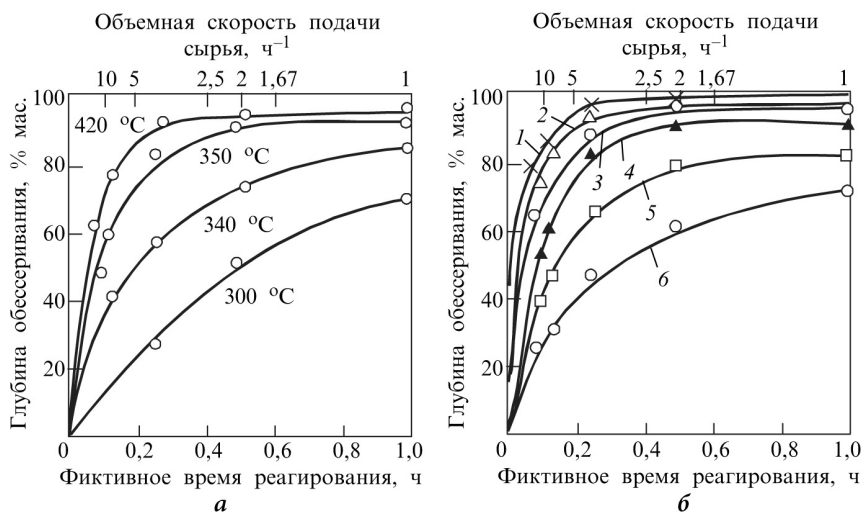 Объемная скорость подачи
сырья, ч–1
10 5 2,5 2 1,67 1
Глубина обессеривания, % мас.
100
80
60
40
20
420 °C
350 °C
340 °C
300 °C
0 0,2 0,4 0,6 0,8 1,0
Фиктивное время реагирования, ч
а
Объемная скорость подачи
сырья, ч–1
10 5 2,5 2 1,67 1
Глубина обессеривания, % мас.
100
80
60
40
20
1
2
3
4
5
6
0 0,2 0,4 0,6 0,8 1,0
Фиктивное время реагирования, ч
б